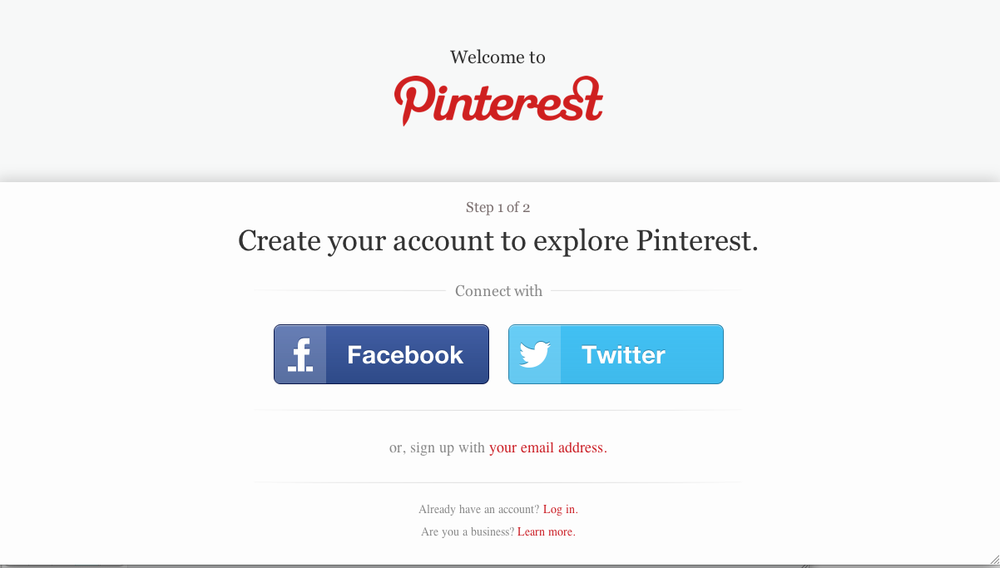 Welcome to
Pinterest
Step 1 of 2
Create your account to explore Pinterest.
Connect with
Facebook
Twitter
or, sign up with your email address.
Already have an account? Log in.
Are you a business? Learn more.